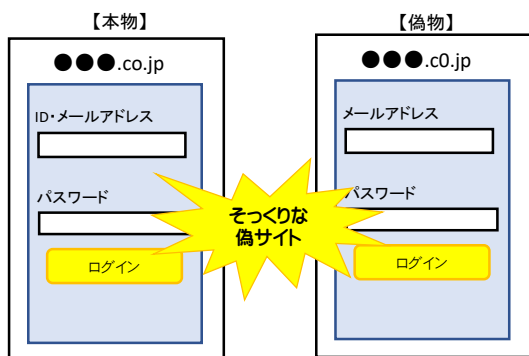 【本物】
●●●.co.jp
ID・メールアドレス
パスワード
ログイン
そっくりな
偽サイト
【偽物】
●●●.c0.jp
メールアドレス
パスワード
ログイン